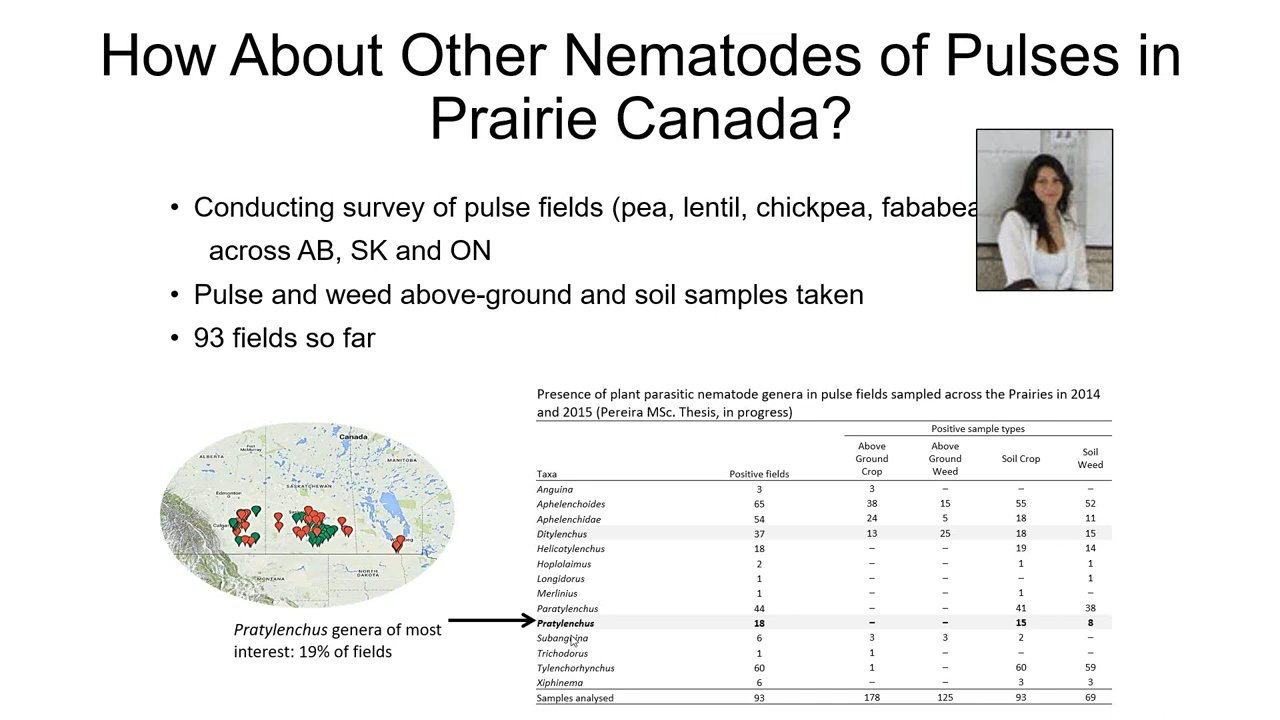 How About Other Nematodes of Pulses in
Prairie Canada?
• Conducting survey of pulse fields (pea, lentil, chickpea, fababea
across AB, SK and ON
• Pulse and weed above-ground and soil samples taken
• 93 fields so far
Presence of plant parasitic nematode genera in pulse fields sampled across the Prairies in 2014
and 2015 (Pereira MSc. Thesis, in progress)
Positive sample types
Taxa Positive fields Above Ground Crop Above Ground Weed Soil Crop Soil Weed
Anguina 3 3 – – –
Aphelenchoides 65 38 15 55 52
Aphelenchidae 54 24 5 18 11
Ditylenchus 37 13 25 18 15
Helicotylenchus 18 – – 19 14
Hoplolaimus 2 – – 1 1
Longidorus 1 – – – 1
Merlinius 1 – – 1 –
Paratylenchus 44 – – 41 38
Pratylenchus 18 – – 15 8
Subanguina 6 3 3 2 –
Trichodorus 1 1 – – –
Tylenchorhynchus 60 1 – 60 59
Xiphinema 6 – – 3 3
Samples analysed 93 178 125 93 69
Canada
ALBERTA
Fort McMurray
MANITOBA
SASKATCHEWAN
Edmonton
MONTANA
NORTH DAKOTA
Pratylenchus genera of most
interest: 19% of fields